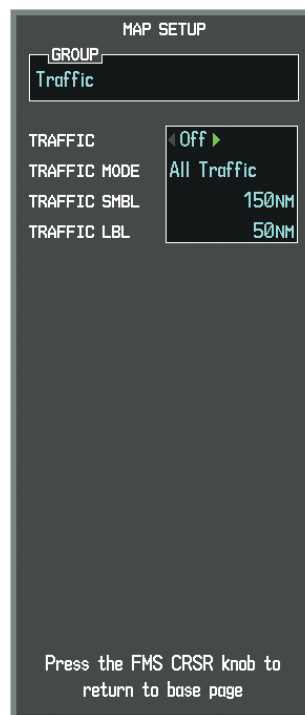 MAP SETUP
GROUP
Traffic
TRAFFIC Off
TRAFFIC MODE All Traffic
TRAFFIC SMBL 150NM
TRAFFIC LBL 50NM
Press the FMS CRSR knob to
return to base page